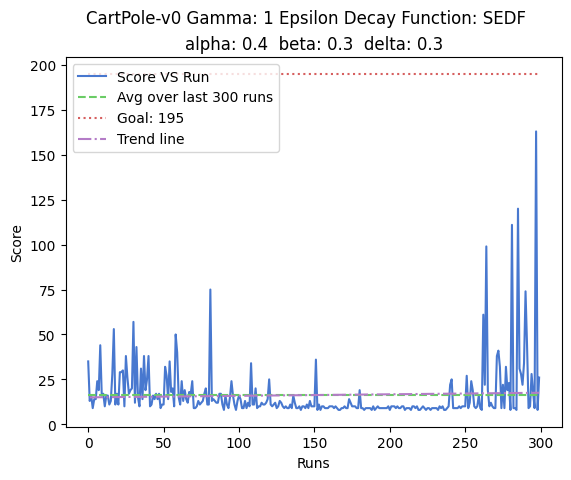 CartPole-v0 Gamma: 1 Epsilon Decay Function: SEDF
alpha: 0.4 beta: 0.3 delta: 0.3
Score VS Run
Avg over last 300 runs
Goal: 195
Trend line
200
175
150
125
100
75
50
25
0
Score
0
50
100
150
200
250
300
Runs